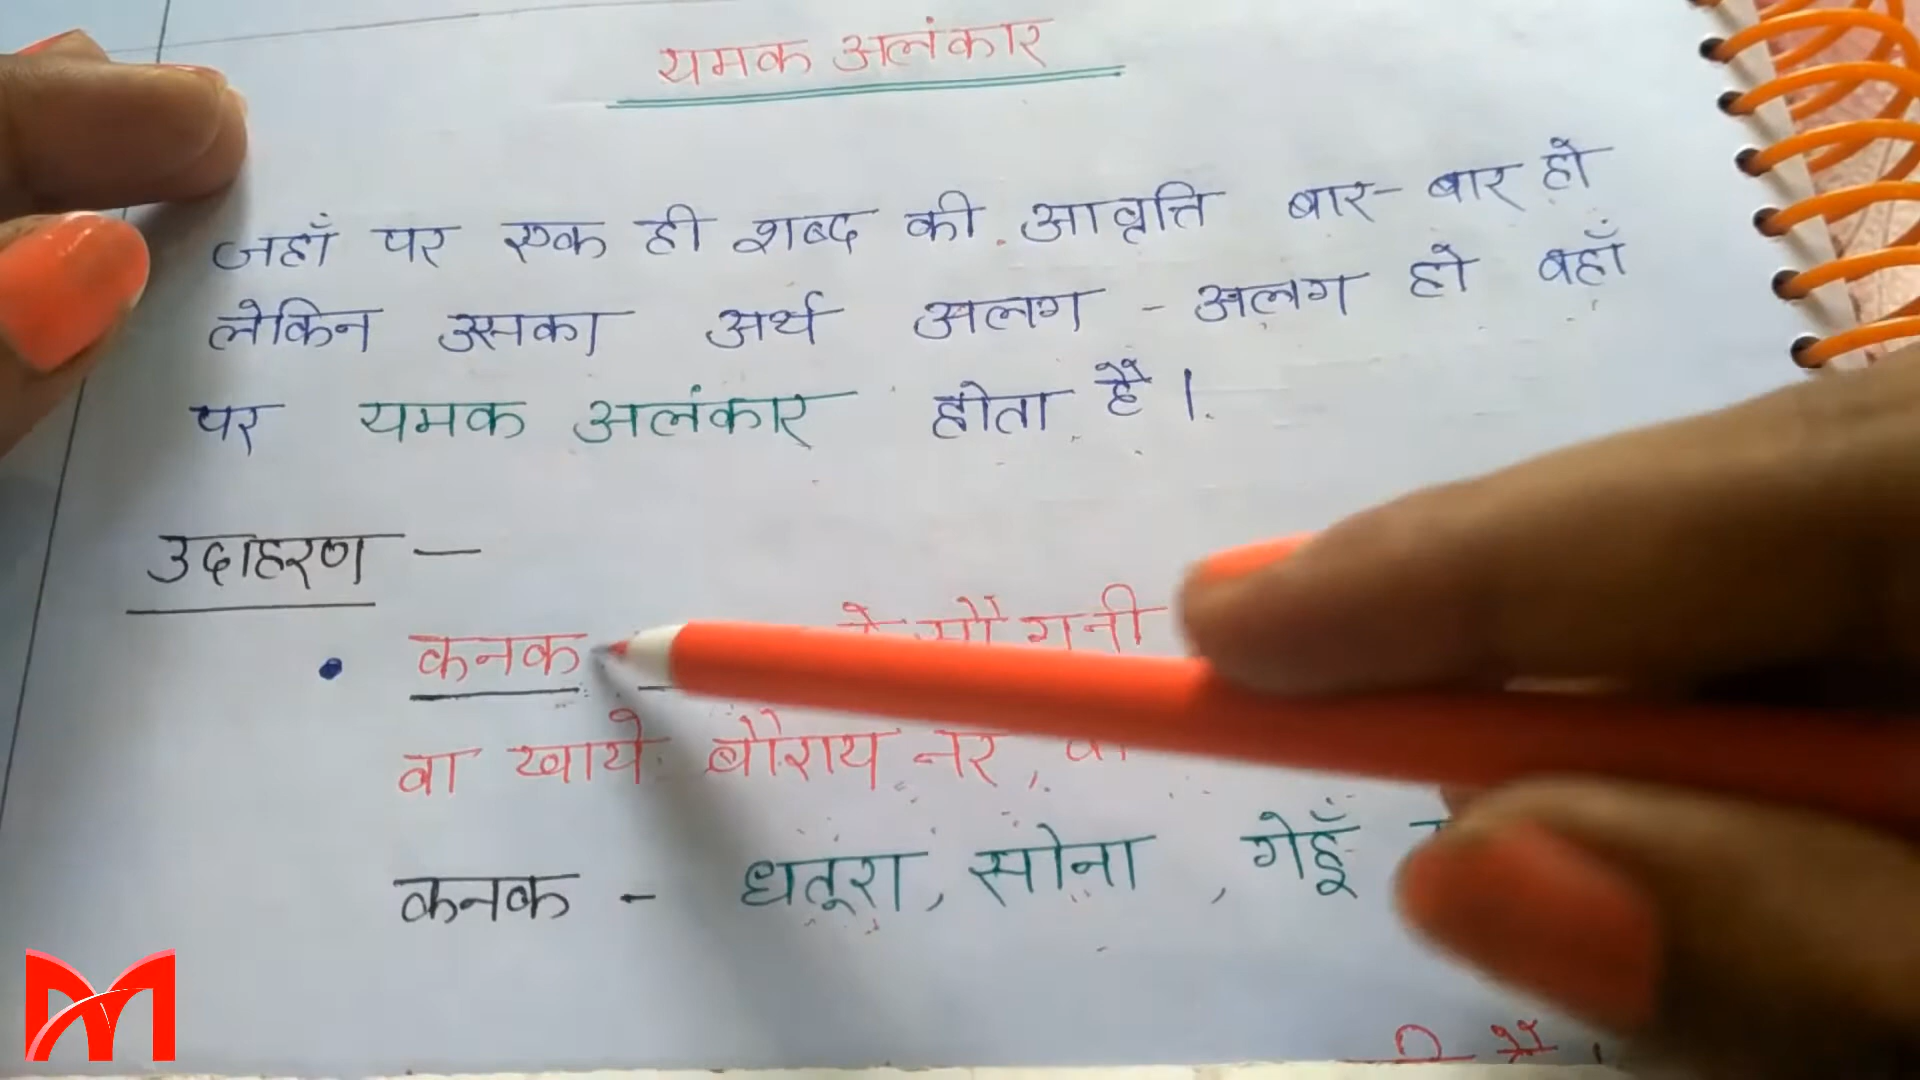 यमक अलंकार
जहाँ पर एक ही शब्द की आवृत्ति बार-बार हो
लेकिन उसका अर्थ अलग-अलग हो वहाँ
पर यमक अलंकार होता है।
उदाहरण —
• कनक ते सौ गुनी
वा खाये बौराय नर, वा
कनक - धतूरा, सोना, गेहूँ